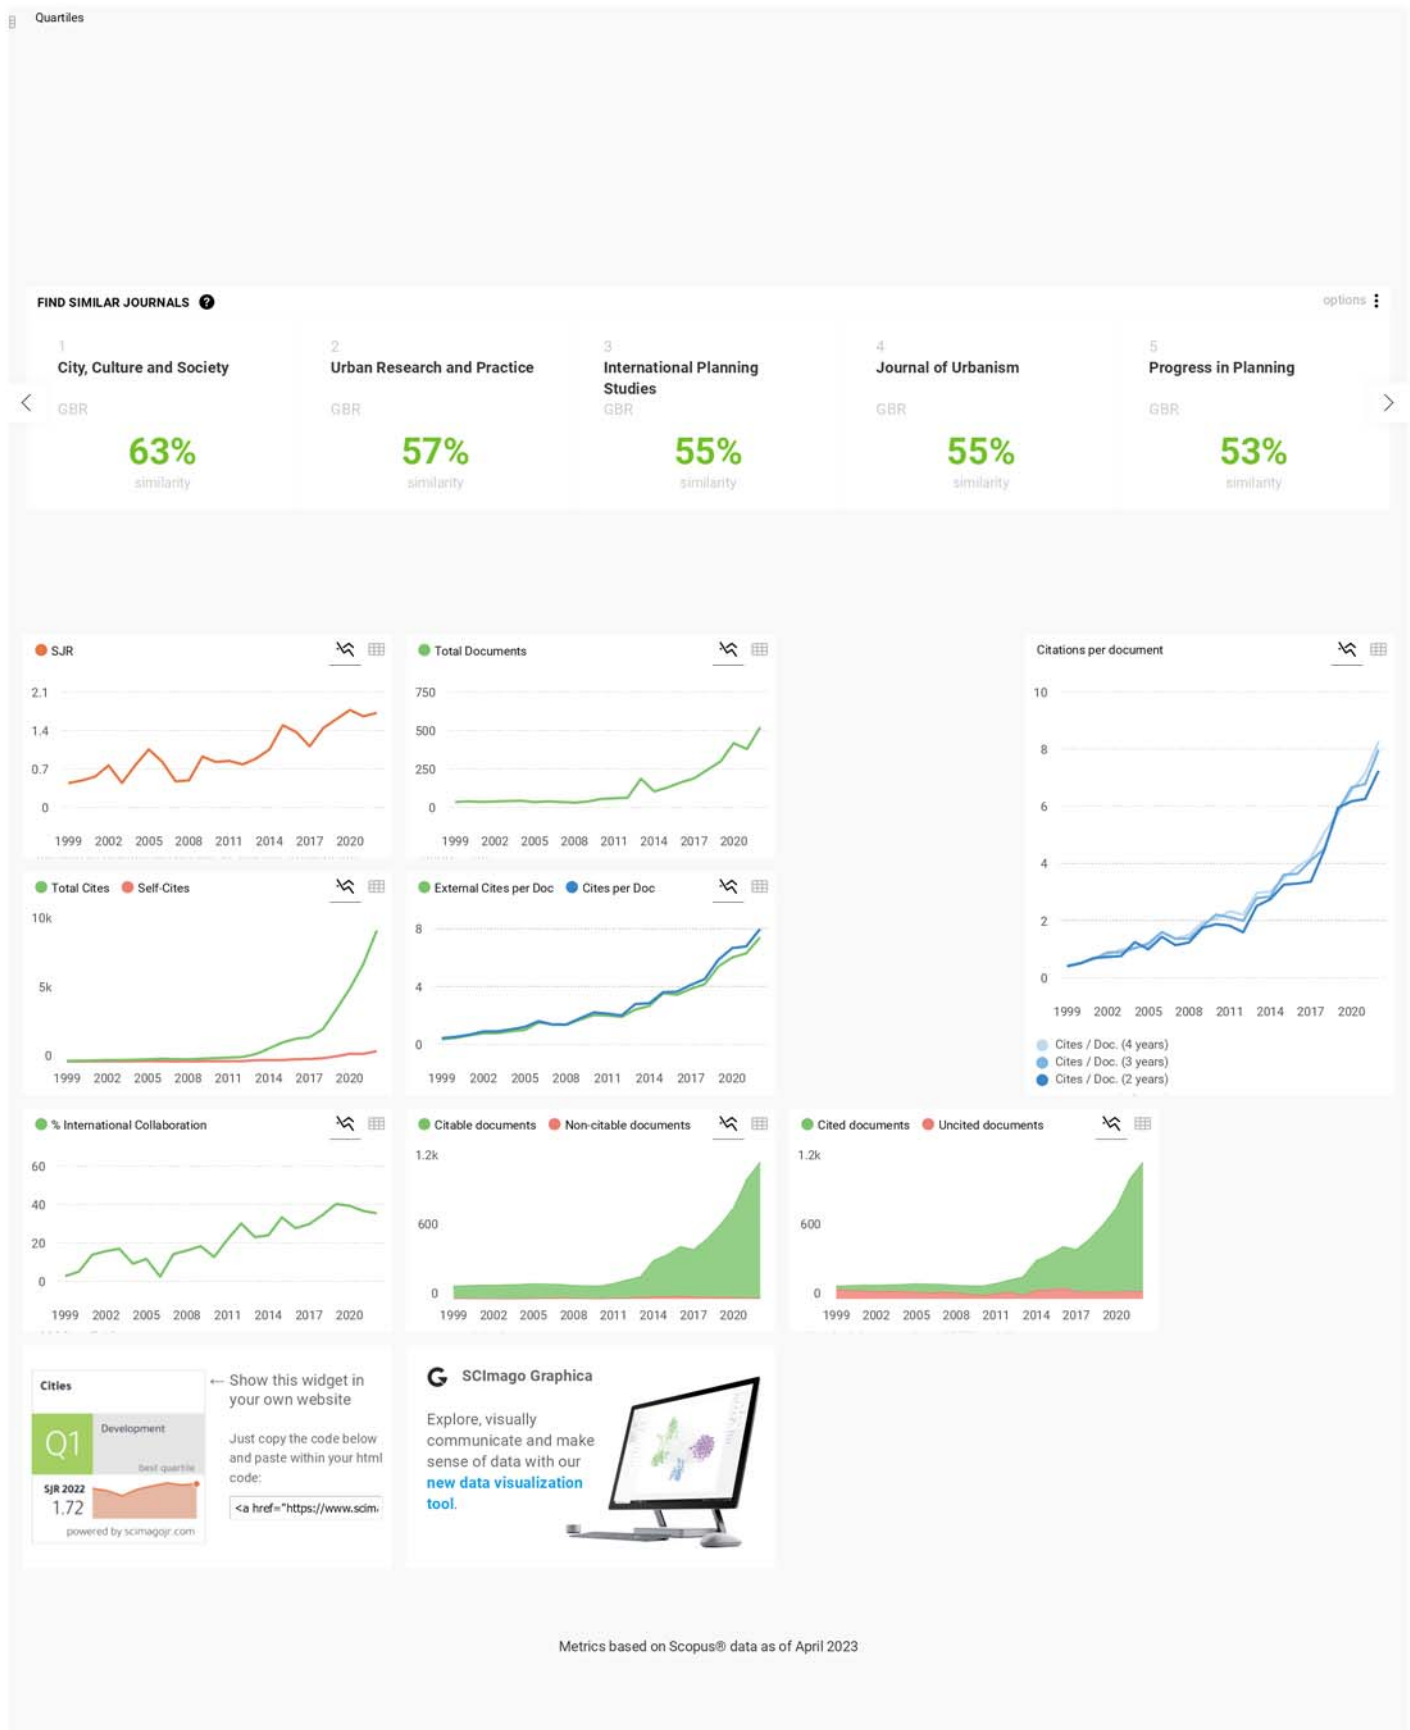 Quartiles
FIND SIMILAR JOURNALS ?
options
1
City, Culture and Society
GBR
63%
similarity
2
Urban Research and Practice
GBR
57%
similarity
3
International Planning
Studies
GBR
55%
similarity
4
Journal of Urbanism
GBR
55%
similarity
5
Progress in Planning
GBR
53%
similarity
SJR
2.1
1.4
0.7
0
1999 2002 2005 2008 2011 2014 2017 2020
Total Documents
750
500
250
0
1999 2002 2005 2008 2011 2014 2017 2020
Citations per document
10
8
6
4
2
0
1999 2002 2005 2008 2011 2014 2017 2020
Cites / Doc. (4 years)
Cites / Doc. (3 years)
Cites / Doc. (2 years)
Total Cites Self-Cites
10k
5k
0
1999 2002 2005 2008 2011 2014 2017 2020
External Cites per Doc Cites per Doc
8
4
0
1999 2002 2005 2008 2011 2014 2017 2020
% International Collaboration
60
40
20
0
1999 2002 2005 2008 2011 2014 2017 2020
Citable documents Non-citable documents
1.2k
600
0
1999 2002 2005 2008 2011 2014 2017 2020
Cited documents Uncited documents
1.2k
600
0
1999 2002 2005 2008 2011 2014 2017 2020
Cities
Q1
Development
best quartile
SJR 2022
1.72
powered by scimagojr.com
← Show this widget in
your own website
Just copy the code below
and paste within your html
code:
<a href="https://www.scim
SCImago Graphica
Explore, visually
communicate and make
sense of data with our
new data visualization
tool.
Metrics based on Scopus® data as of April 2023